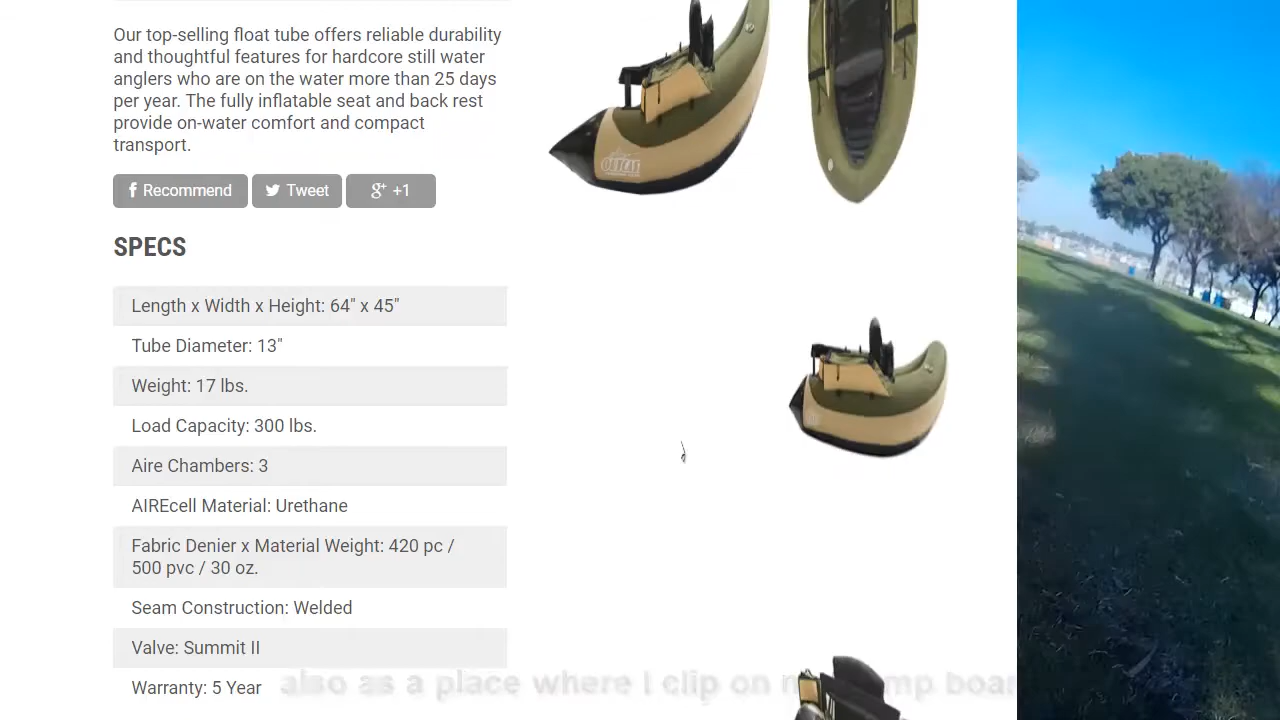 Our top-selling float tube offers reliable durability
and thoughtful features for hardcore still water
anglers who are on the water more than 25 days
per year. The fully inflatable seat and back rest
provide on-water comfort and compact
transport.
Recommend
Tweet
g+ +1
SPECS
Length x Width x Height: 64" x 45"
Tube Diameter: 13"
Weight: 17 lbs.
Load Capacity: 300 lbs.
Aire Chambers: 3
AIREcell Material: Urethane
Fabric Denier x Material Weight: 420 pc /
500 pvc / 30 oz.
Seam Construction: Welded
Valve: Summit II
Warranty: 5 Year
also as a place where I clip on
OUTCAST